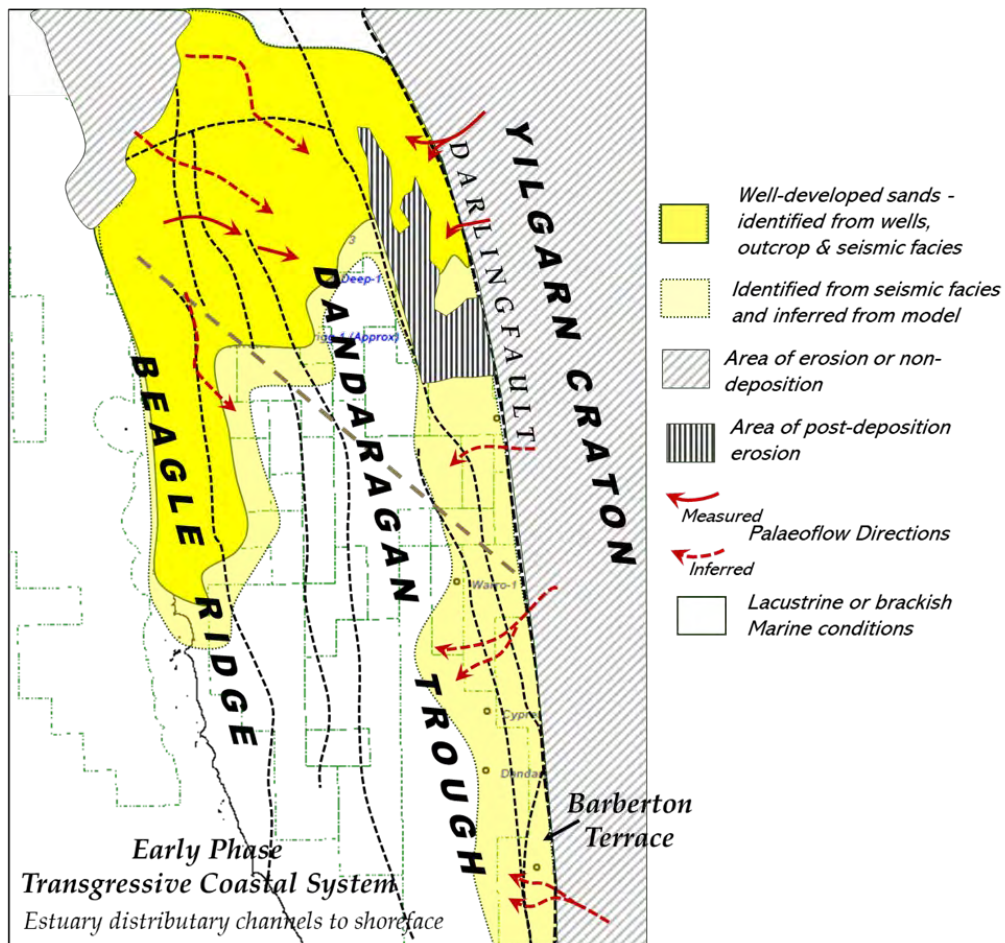 YILGARN CRATON
DARLINGFAULT
3
Deep-1
(Approx)
DANDARAGAN TROUGH
BEAGLE RIDGE
Warro-1
Barberton
Terrace
Early Phase
Transgressive Coastal System
Estuary distributary channels to shoreface
Well-developed sands -
identified from wells,
outcrop & seismic facies
Identified from seismic facies
and inferred from model
Area of erosion or non-
deposition
Area of post-deposition
erosion
Measured
Palaeoflow Directions
Inferred
Lacustrine or brackish
Marine conditions